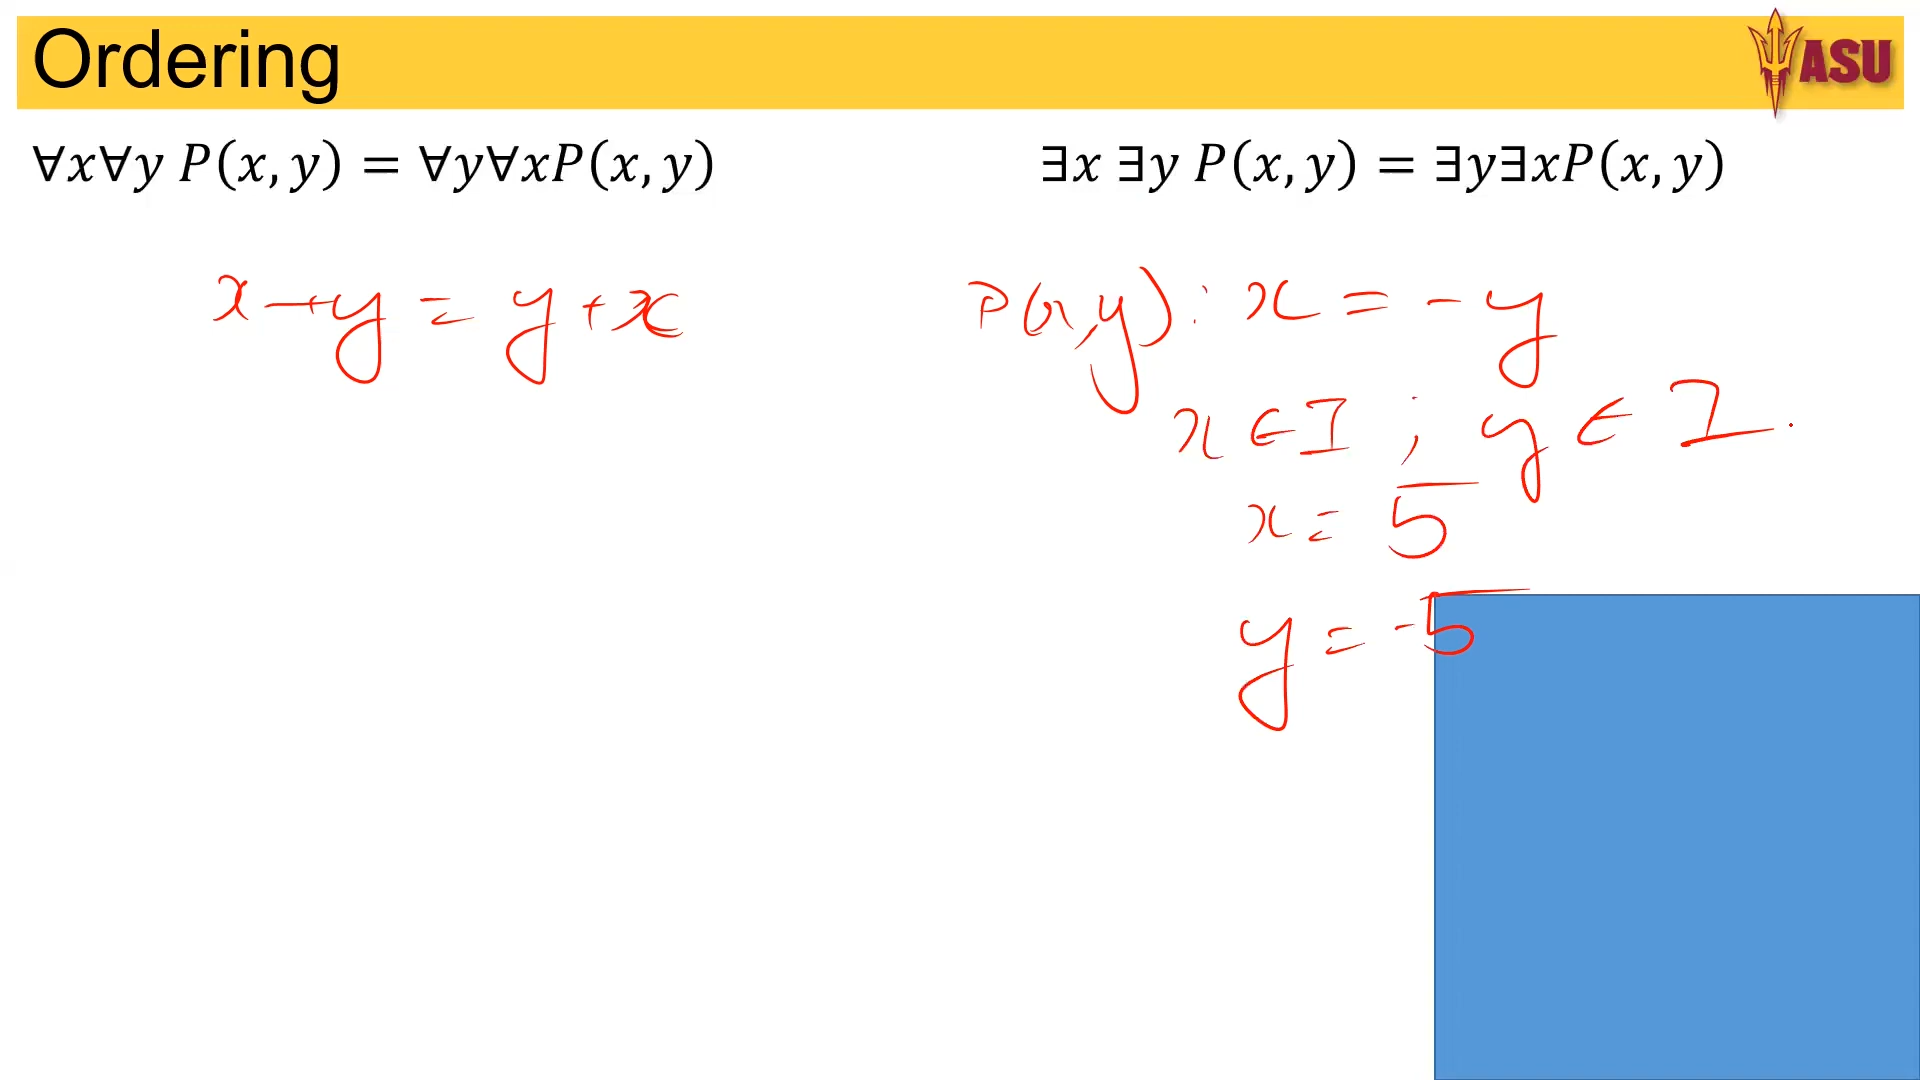 Ordering
ASU
∀x∀y P(x, y) = ∀y∀xP(x, y)
∃x ∃y P(x, y) = ∃y∃xP(x, y)
x+y = y+x
P(x,y): x = -y
x ∈ I ; y ∈ I.
x = 5
y = -5